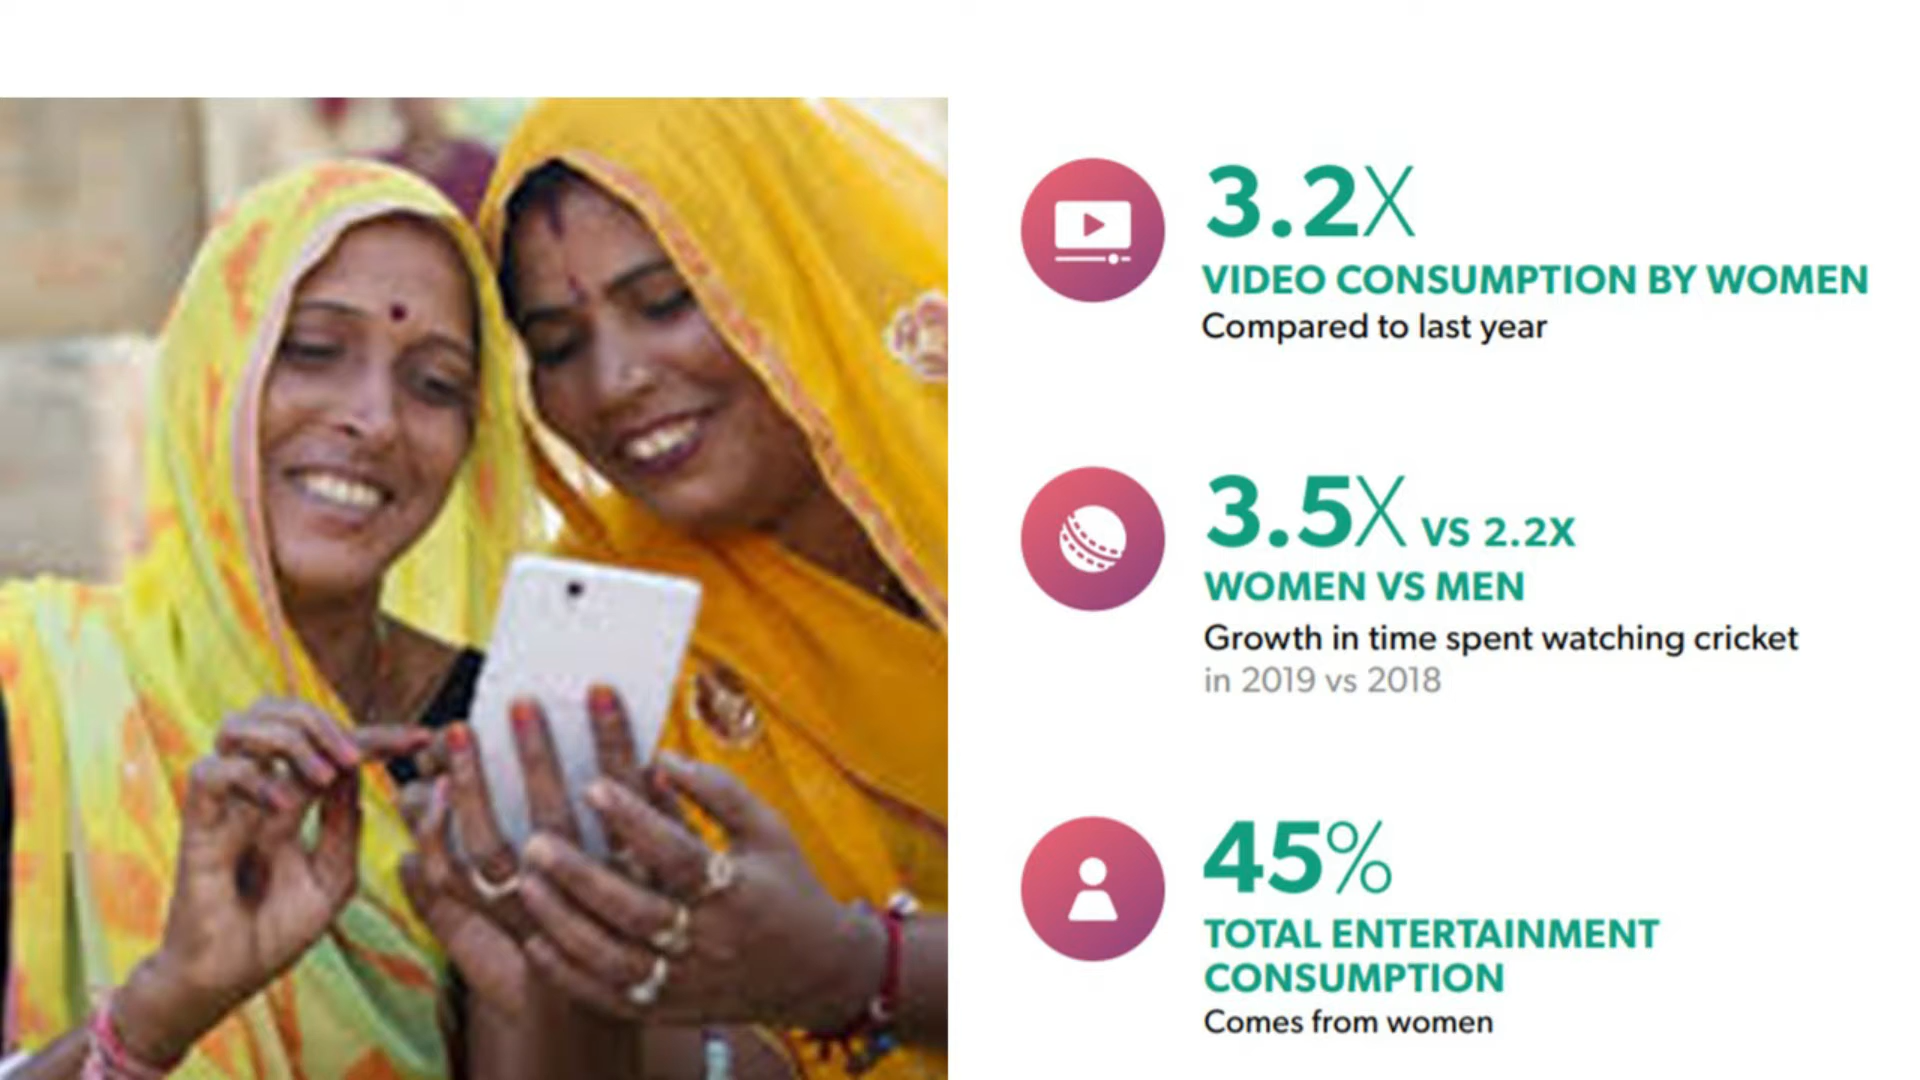 3.2X
VIDEO CONSUMPTION BY WOMEN
Compared to last year
3.5X VS 2.2X
WOMEN VS MEN
Growth in time spent watching cricket
in 2019 vs 2018
45%
TOTAL ENTERTAINMENT
CONSUMPTION
Comes from women